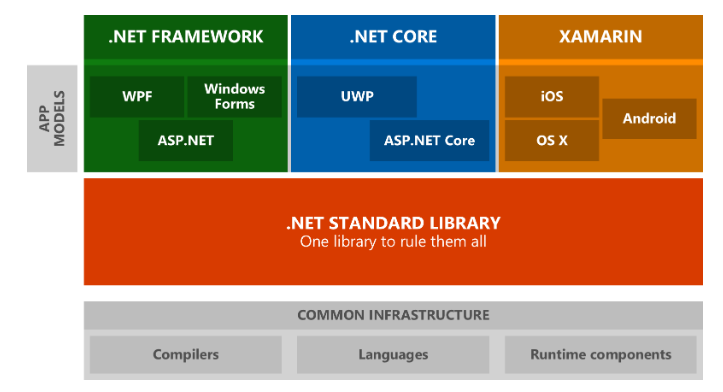 .NET FRAMEWORK
.NET CORE
XAMARIN
APP
MODELS
WPF
Windows
Forms
ASP.NET
UWP
ASP.NET Core
iOS
Android
OS X
.NET STANDARD LIBRARY
One library to rule them all
COMMON INFRASTRUCTURE
Compilers
Languages
Runtime components